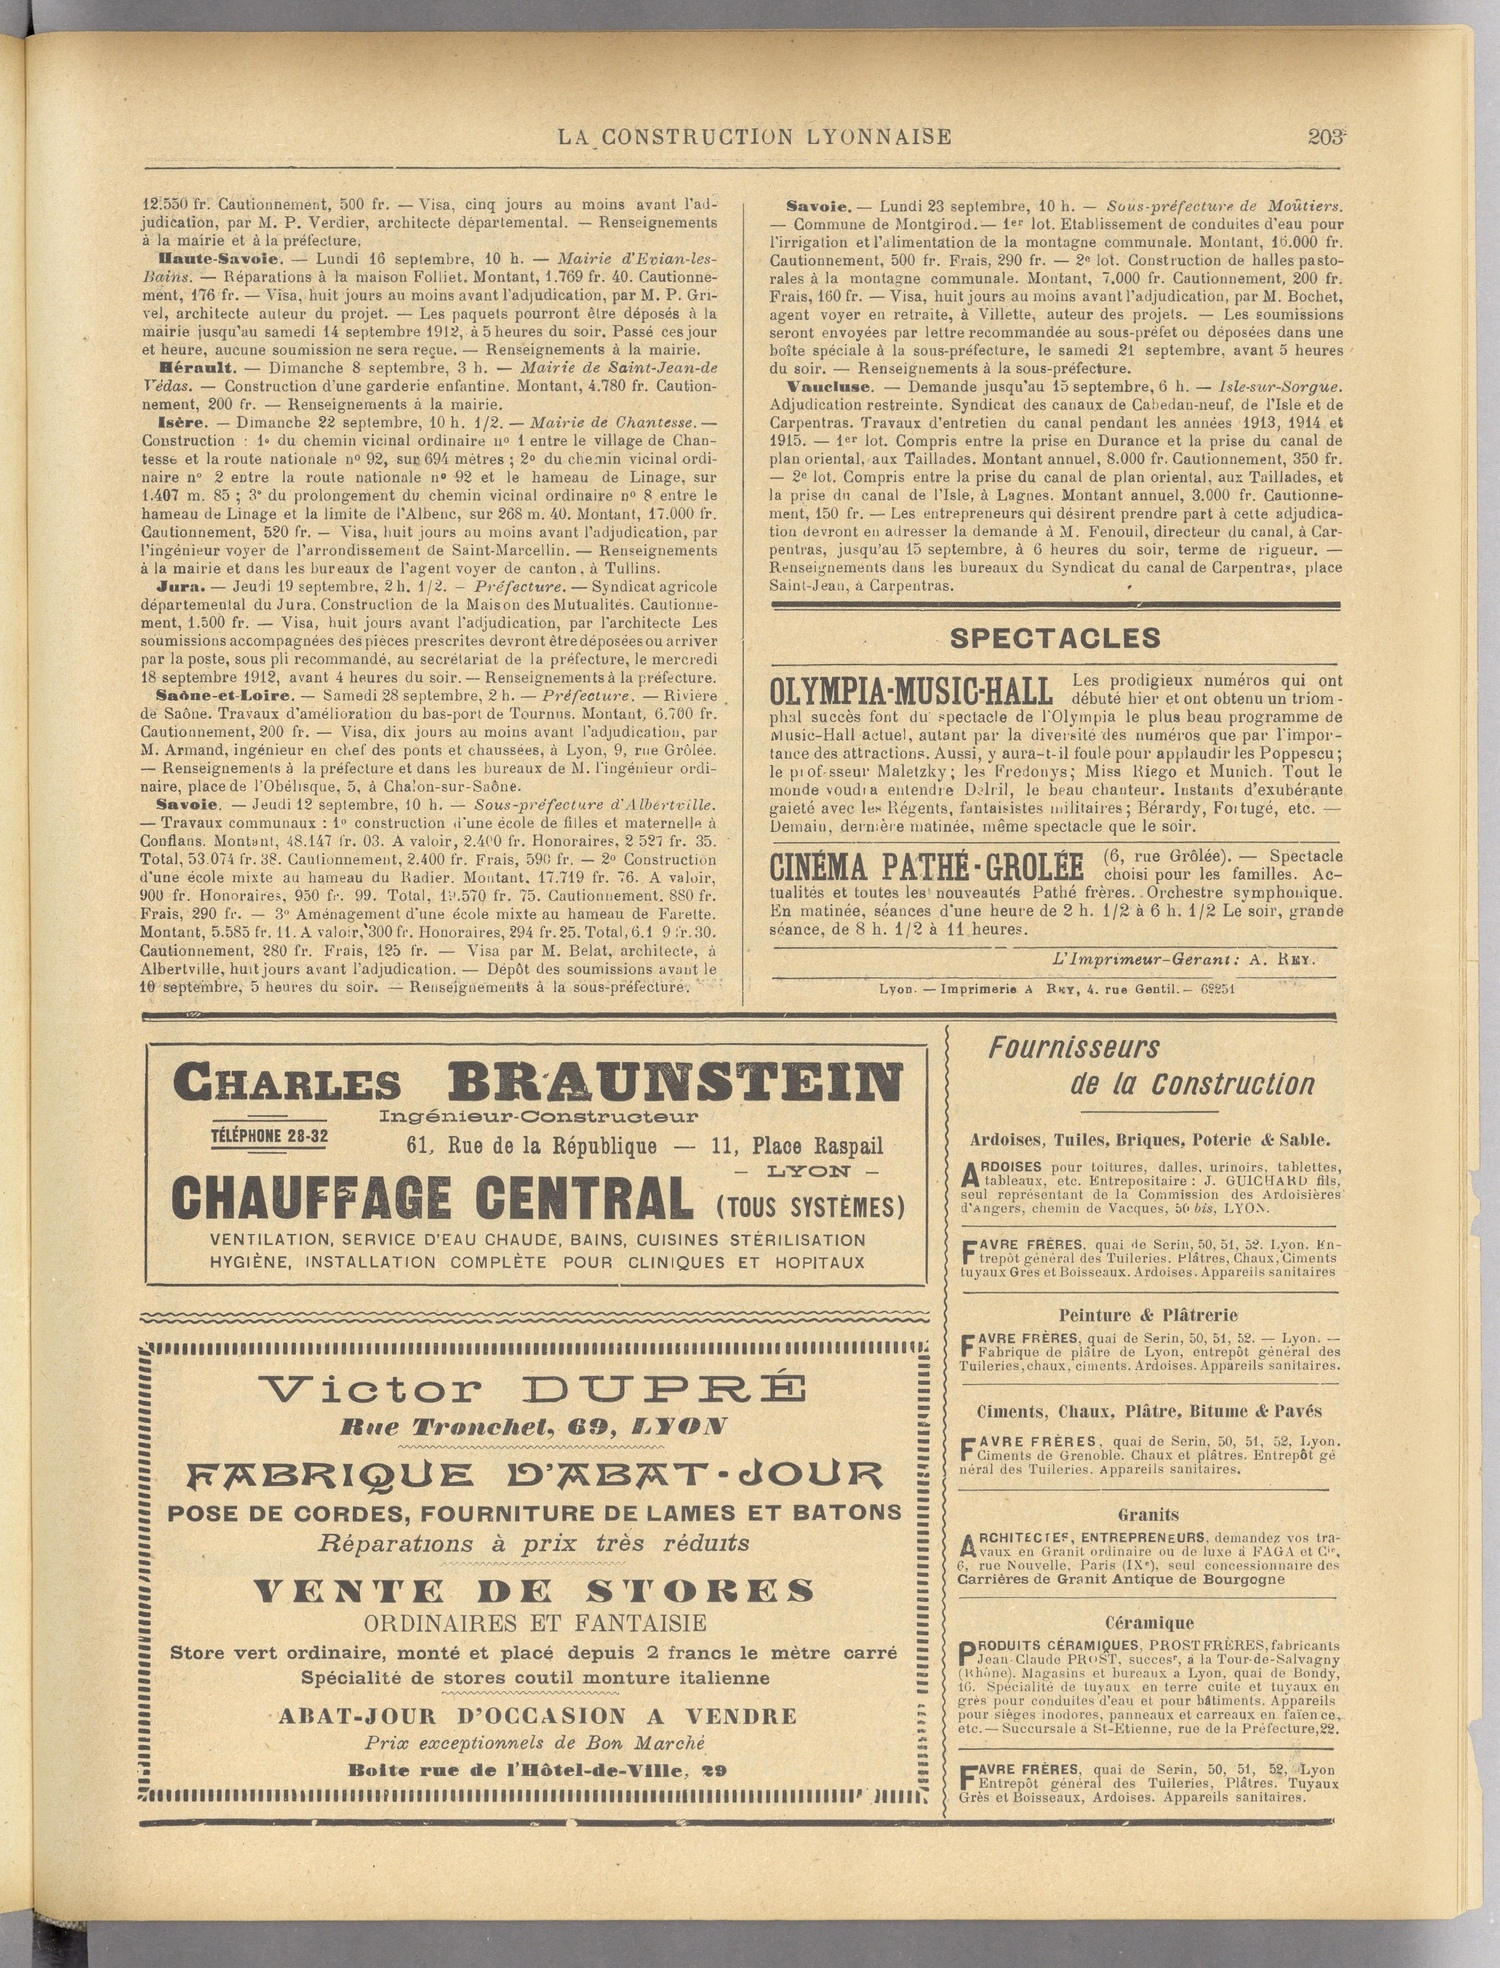 LA CONSTRUCTION LYONNAISE
203
12.550 fr. Cautionnement, 500 fr. — Visa, cinq jours au moins avant l'ad-
judication, par M. P. Verdier, architecte départemental. — Renseignements
à la mairie et à la préfecture.
Haute-Savoie. — Lundi 16 septembre, 10 h. — Mairie d'Evian-les-
Bains. — Réparations à la maison Folliet. Montant, 1.769 fr. 40. Cautionne-
ment, 176 fr. — Visa, huit jours au moins avant l'adjudication, par M. P. Gri-
vel, architecte auteur du projet. — Les paquets pourront être déposés à la
mairie jusqu'au samedi 14 septembre 1912, à 5 heures du soir. Passé ces jour
et heure, aucune soumission ne sera reçue. — Renseignements à la mairie.
Hérault. — Dimanche 8 septembre, 3 h. — Mairie de Saint-Jean-de
Védas. — Construction d'une garderie enfantine. Montant, 4.780 fr. Caution-
nement, 200 fr. — Renseignements à la mairie.
Isère. — Dimanche 22 septembre, 10 h. 1/2. — Mairie de Chantesse. —
Construction : 1o du chemin vicinal ordinaire no 1 entre le village de Chan-
tesse et la route nationale no 92, sur 694 mètres ; 2o du chemin vicinal ordi-
naire no 2 entre la route nationale no 92 et le hameau de Linage, sur
1.407 m. 85 ; 3o du prolongement du chemin vicinal ordinaire no 8 entre le
hameau de Linage et la limite de l'Albenc, sur 268 m. 40. Montant, 17.000 fr.
Cautionnement, 520 fr. — Visa, huit jours au moins avant l'adjudication, par
l'ingénieur voyer de l'arrondissement de Saint-Marcellin. — Renseignements
à la mairie et dans les bureaux de l'agent voyer de canton, à Tullins.
Jura. — Jeudi 19 septembre, 2 h. 1/2. — Préfecture. — Syndicat agricole
départemental du Jura. Construction de la Maison des Mutualités. Cautionne-
ment, 1.500 fr. — Visa, huit jours avant l'adjudication, par l'architecte Les
soumissions accompagnées des pièces prescrites devront être déposées ou arriver
par la poste, sous pli recommandé, au secrétariat de la préfecture, le mercredi
18 septembre 1912, avant 4 heures du soir. — Renseignements à la préfecture.
Saône-et-Loire. — Samedi 28 septembre, 2 h. — Préfecture. — Rivière
de Saône. Travaux d'amélioration du bas-port de Tournus. Montant, 6.700 fr.
Cautionnement, 200 fr. — Visa, dix jours au moins avant l'adjudication, par
M. Armand, ingénieur en chef des ponts et chaussées, à Lyon, 9, rue Grôlée.
— Renseignements à la préfecture et dans les bureaux de M. l'ingénieur ordi-
naire, place de l'Obélisque, 5, à Chalon-sur-Saône.
Savoie. — Jeudi 12 septembre, 10 h. — Sous-préfecture d'Albertville.
— Travaux communaux : 1o construction d'une école de filles et maternelle à
Conflans. Montant, 48.147 fr. 03. A valoir, 2.400 fr. Honoraires, 2 527 fr. 35.
Total, 53.074 fr. 38. Cautionnement, 2.400 fr. Frais, 590 fr. — 2o Construction
d'une école mixte au hameau du Radier. Montant, 17.719 fr. 76. A valoir,
900 fr. Honoraires, 950 fr. 99. Total, 19.570 fr. 75. Cautionnement, 880 fr.
Frais, 290 fr. — 3o Aménagement d'une école mixte au hameau de Farette.
Montant, 5.585 fr. 11. A valoir, 300 fr. Honoraires, 294 fr. 25. Total, 6.1 9 fr. 30.
Cautionnement, 280 fr. Frais, 125 fr. — Visa par M. Belat, architecte, à
Albertville, huit jours avant l'adjudication. — Dépôt des soumissions avant le
10 septembre, 5 heures du soir. — Renseignements à la sous-préfecture.
Savoie. — Lundi 23 septembre, 10 h. — Sous-préfecture de Moûtiers.
— Commune de Montgirod. — 1er lot. Etablissement de conduites d'eau pour
l'irrigation et l'alimentation de la montagne communale. Montant, 16.000 fr.
Cautionnement, 500 fr. Frais, 290 fr. — 2e lot. Construction de halles pasto-
rales à la montagne communale. Montant, 7.000 fr. Cautionnement, 200 fr.
Frais, 160 fr. — Visa, huit jours au moins avant l'adjudication, par M. Bochet,
agent voyer en retraite, à Villette, auteur des projets. — Les soumissions
seront envoyées par lettre recommandée au sous-préfet ou déposées dans une
boîte spéciale à la sous-préfecture, le samedi 21 septembre, avant 5 heures
du soir. — Renseignements à la sous-préfecture.
Vaucluse. — Demande jusqu'au 15 septembre, 6 h. — Isle-sur-Sorgue.
Adjudication restreinte. Syndicat des canaux de Cabedan-neuf, de l'Isle et de
Carpentras. Travaux d'entretien du canal pendant les années 1913, 1914 et
1915. — 1er lot. Compris entre la prise en Durance et la prise du canal de
plan oriental, aux Taillades. Montant annuel, 8.000 fr. Cautionnement, 350 fr.
— 2e lot. Compris entre la prise du canal de plan oriental, aux Taillades, et
la prise du canal de l'Isle, à Lagnes. Montant annuel, 3.000 fr. Cautionne-
ment, 150 fr. — Les entrepreneurs qui désirent prendre part à cette adjudica-
tion devront en adresser la demande à M. Fenouil, directeur du canal, à Car-
pentras, jusqu'au 15 septembre, à 6 heures du soir, terme de rigueur. —
Renseignements dans les bureaux du Syndicat du canal de Carpentras, place
Saint-Jean, à Carpentras.
SPECTACLES
OLYMPIA-MUSIC-HALL Les prodigieux numéros qui ont
débuté hier et ont obtenu un triom-
phal succès font du spectacle de l'Olympia le plus beau programme de
Music-Hall actuel, autant par la diversité des numéros que par l'impor-
tance des attractions. Aussi, y aura-t-il foule pour applaudir les Poppescu ;
le professeur Maletzky ; les Fredonys ; Miss Riego et Munich. Tout le
monde voudra entendre Delril, le beau chanteur. Instants d'exubérante
gaieté avec les Régents, fantaisistes militaires ; Bérardy, Fortugé, etc. —
Demain, dernière matinée, même spectacle que le soir.
CINÉMA PATHÉ-GROLÉE (6, rue Grôlée). — Spectacle
choisi pour les familles. Ac-
tualités et toutes les nouveautés Pathé frères. Orchestre symphonique.
En matinée, séances d'une heure de 2 h. 1/2 à 6 h. 1/2 Le soir, grande
séance, de 8 h. 1/2 à 11 heures.
L'Imprimeur-Gérant : A. REY.
Lyon. — Imprimerie A REY, 4. rue Gentil. — 62251
CHARLES BRAUNSTEIN
Ingénieur-Constructeur
TÉLÉPHONE 28-32
61, Rue de la République — 11, Place Raspail
— LYON —
CHAUFFAGE CENTRAL (TOUS SYSTÈMES)
VENTILATION, SERVICE D'EAU CHAUDE, BAINS, CUISINES STÉRILISATION
HYGIÈNE, INSTALLATION COMPLÈTE POUR CLINIQUES ET HOPITAUX
Victor DUPRÉ
Rue Tronchet, 69, LYON
FABRIQUE D'ABAT-JOUR
POSE DE CORDES, FOURNITURE DE LAMES ET BATONS
Réparations à prix très réduits
VENTE DE STORES
ORDINAIRES ET FANTAISIE
Store vert ordinaire, monté et placé depuis 2 francs le mètre carré
Spécialité de stores coutil monture italienne
ABAT-JOUR D'OCCASION A VENDRE
Prix exceptionnels de Bon Marché
Boite rue de l'Hôtel-de-Ville, 29
Fournisseurs
de la Construction
Ardoises, Tuiles, Briques, Poterie & Sable.
ARDOISES pour toitures, dalles, urinoirs, tablettes,
tableaux, etc. Entrepositaire : J. GUICHARD fils,
seul représentant de la Commission des Ardoisières
d'Angers, chemin de Vacques, 50 bis, LYON.
FAVRE FRÈRES, quai de Serin, 50, 51, 52. Lyon. En-
trepôt général des Tuileries. Plâtres, Chaux, Ciments
tuyaux Grès et Boisseaux. Ardoises. Appareils sanitaires
Peinture & Plâtrerie
FAVRE FRÈRES, quai de Serin, 50, 51, 52. — Lyon. —
Fabrique de plâtre de Lyon, entrepôt général des
Tuileries, chaux, ciments. Ardoises. Appareils sanitaires.
Ciments, Chaux, Plâtre, Bitume & Pavés
FAVRE FRÈRES, quai de Serin, 50, 51, 52, Lyon.
Ciments de Grenoble. Chaux et plâtres. Entrepôt gé
néral des Tuileries. Appareils sanitaires.
Granits
ARCHITECTES, ENTREPRENEURS, demandez vos tra-
vaux en Granit ordinaire ou de luxe à FAGA et Cie,
6, rue Nouvelle, Paris (IXe), seul concessionnaire des
Carrières de Granit Antique de Bourgogne
Céramique
PRODUITS CÉRAMIQUES, PROST FRÈRES, fabricants
Jean-Claude PROST, succesr, à la Tour-de-Salvagny
(Rhône). Magasins et bureaux à Lyon, quai de Bondy,
16. Spécialité de tuyaux en terre cuite et tuyaux en
grès pour conduites d'eau et pour bâtiments. Appareils
pour sièges inodores, panneaux et carreaux en faïence,
etc. — Succursale à St-Etienne, rue de la Préfecture, 22.
FAVRE FRÈRES, quai de Serin, 50, 51, 52, Lyon
Entrepôt général des Tuileries, Plâtres. Tuyaux
Grès et Boisseaux, Ardoises. Appareils sanitaires.